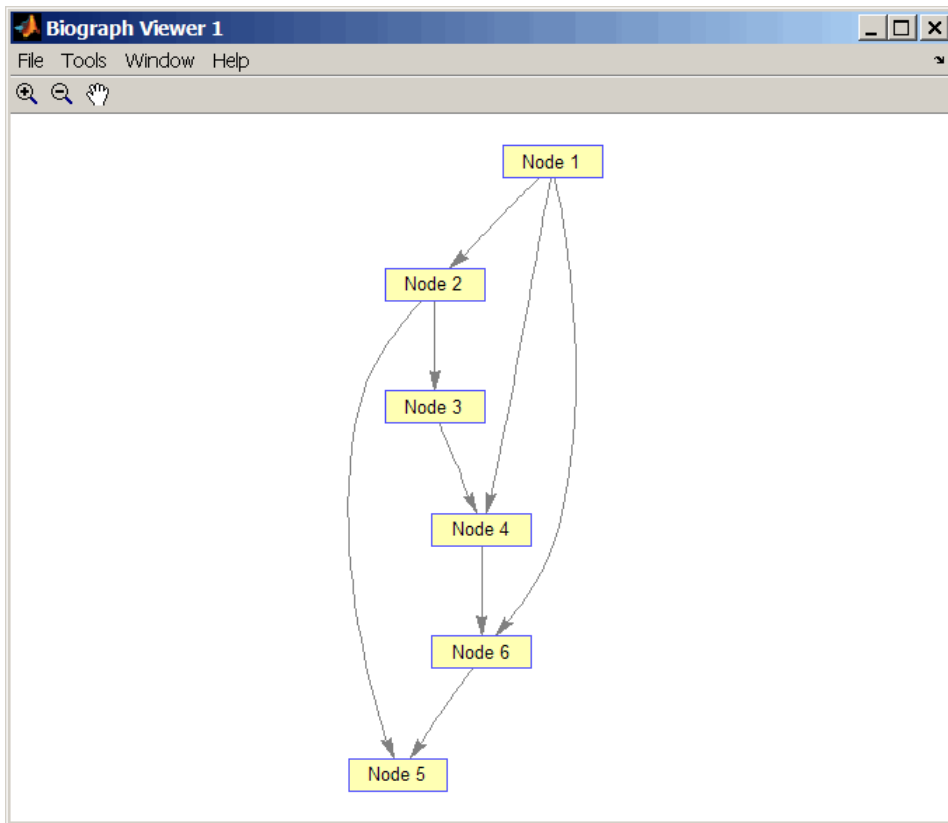 Biograph Viewer 1
File Tools Window Help
Node 1
Node 2
Node 3
Node 4
Node 6
Node 5